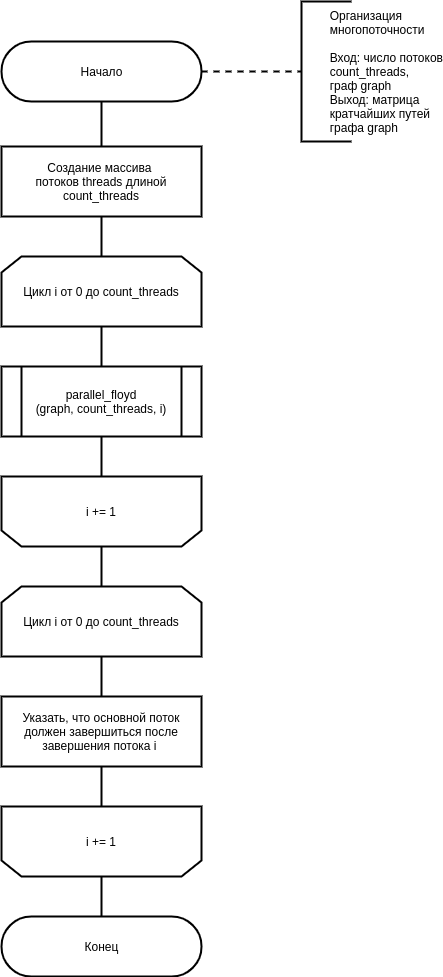 Организация
многопоточности
Вход: число потоков
count_threads,
граф graph
Выход: матрица
кратчайших путей
графа graph
Начало
Создание массива
потоков threads длиной
count_threads
Цикл i от 0 до count_threads
parallel_floyd
(graph, count_threads, i)
i += 1
Цикл i от 0 до count_threads
Указать, что основной поток
должен завершиться после
завершения потока i
i += 1
Конец